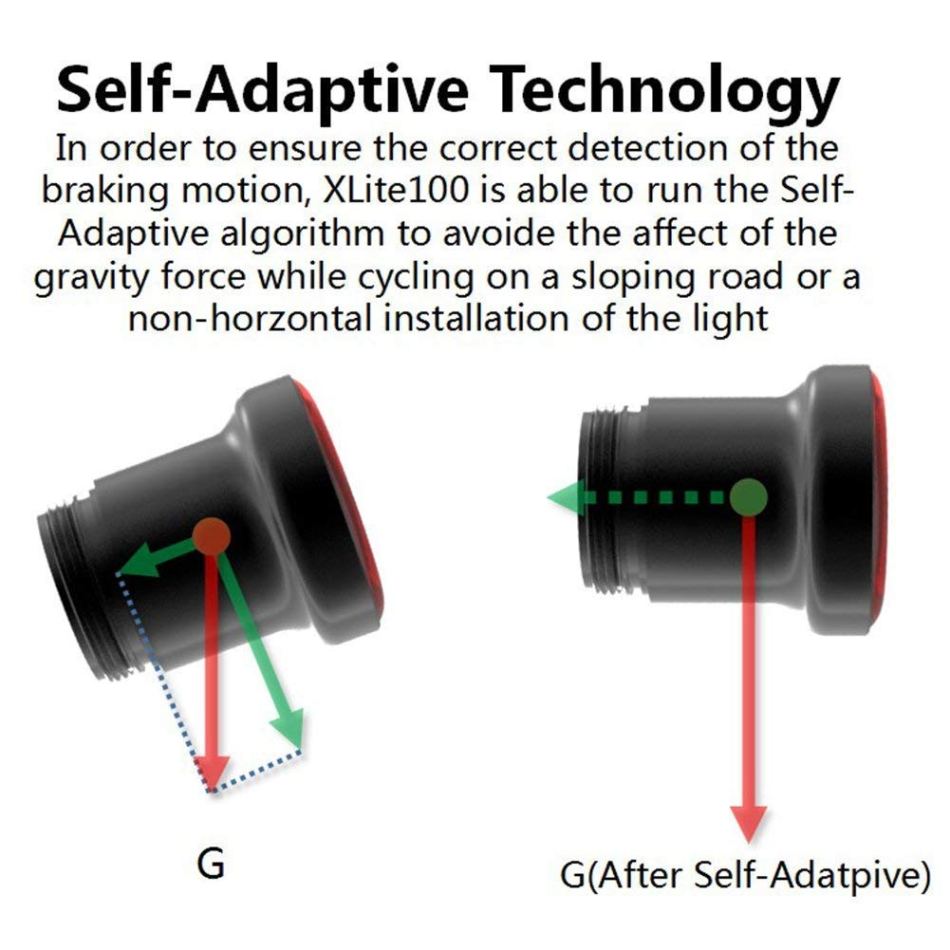 Self-Adaptive Technology
In order to ensure the correct detection of the
braking motion, XLite100 is able to run the Self-
Adaptive algorithm to avoide the affect of the
gravity force while cycling on a sloping road or a
non-horzontal installation of the light
G
G(After Self-Adatpive)